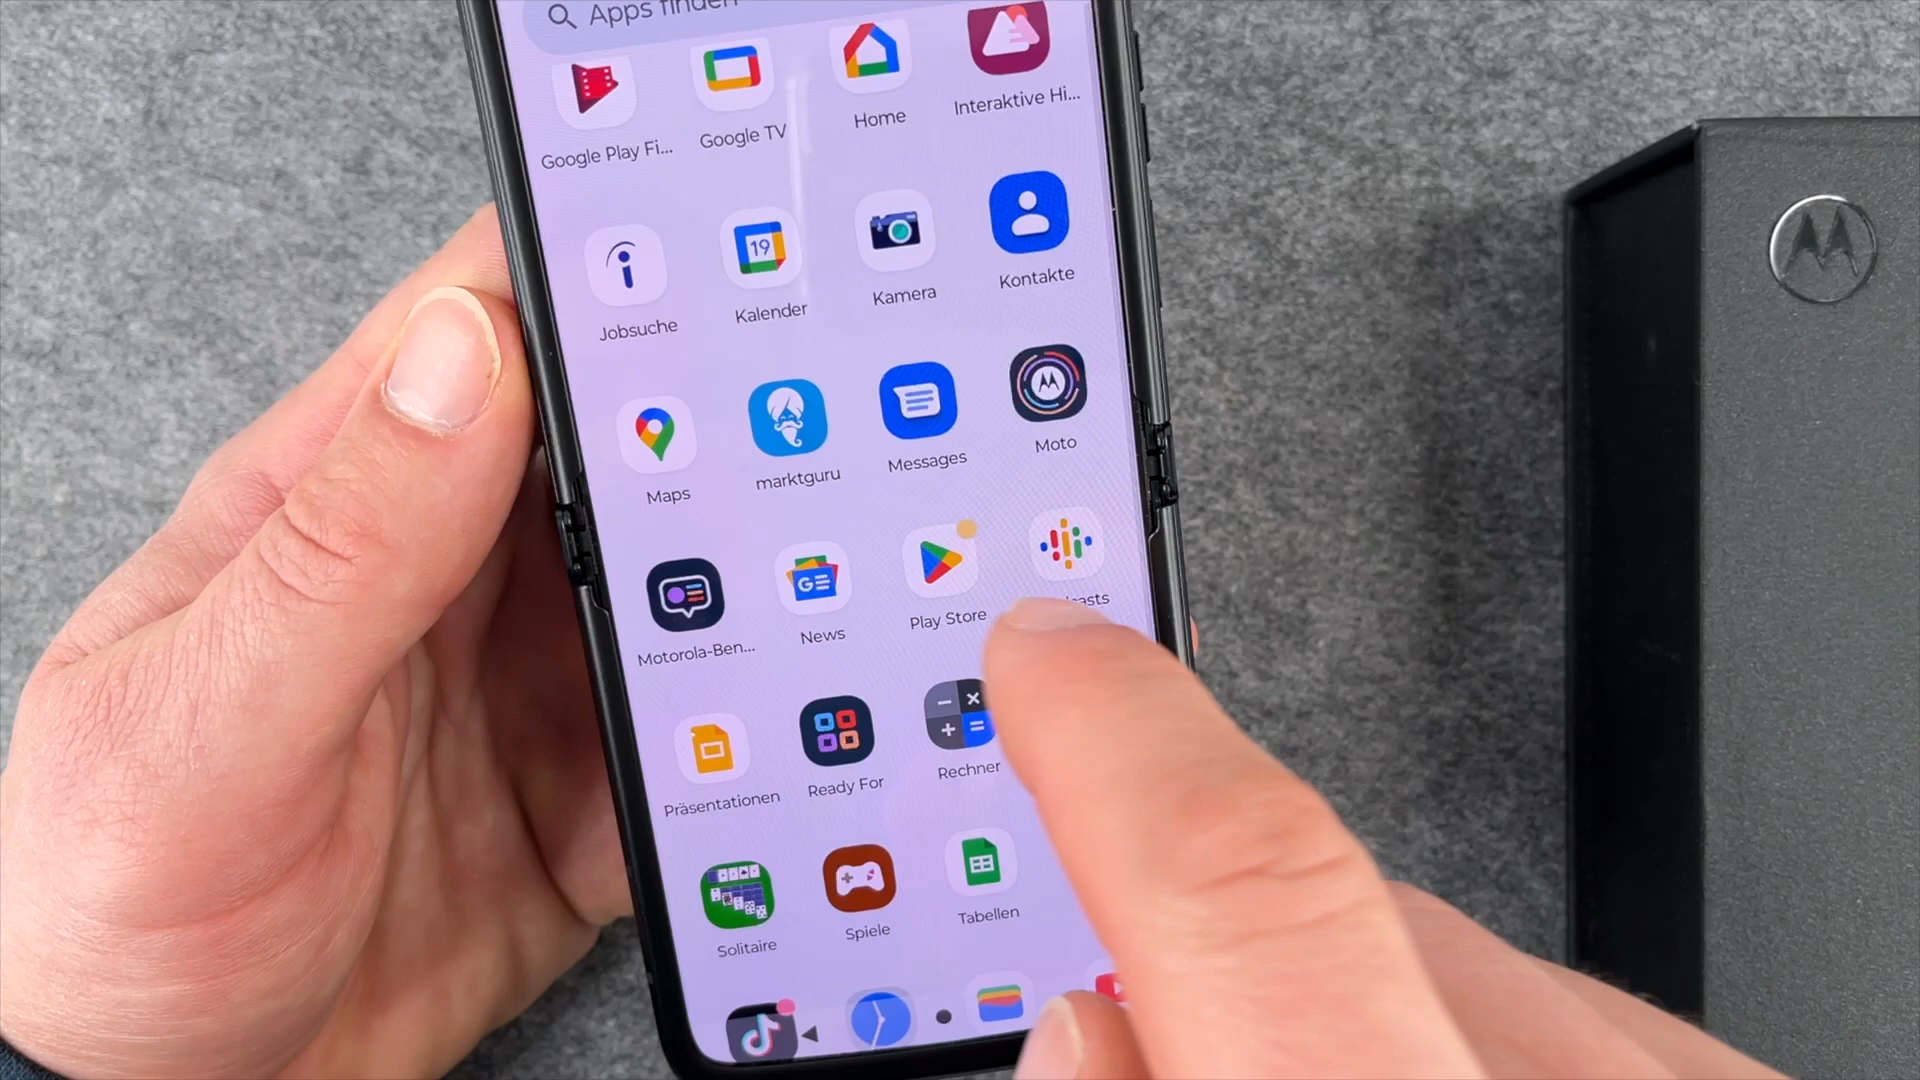 Apps finden
Google Play Fi...
Google TV
Home
Interaktive Hi...
Jobsuche
19
Kalender
Kamera
Kontakte
Maps
marktguru
Messages
Moto
Motorola-Ben...
GE
News
Play Store
Präsentationen
Ready For
Rechner
Solitaire
Spiele
Tabellen